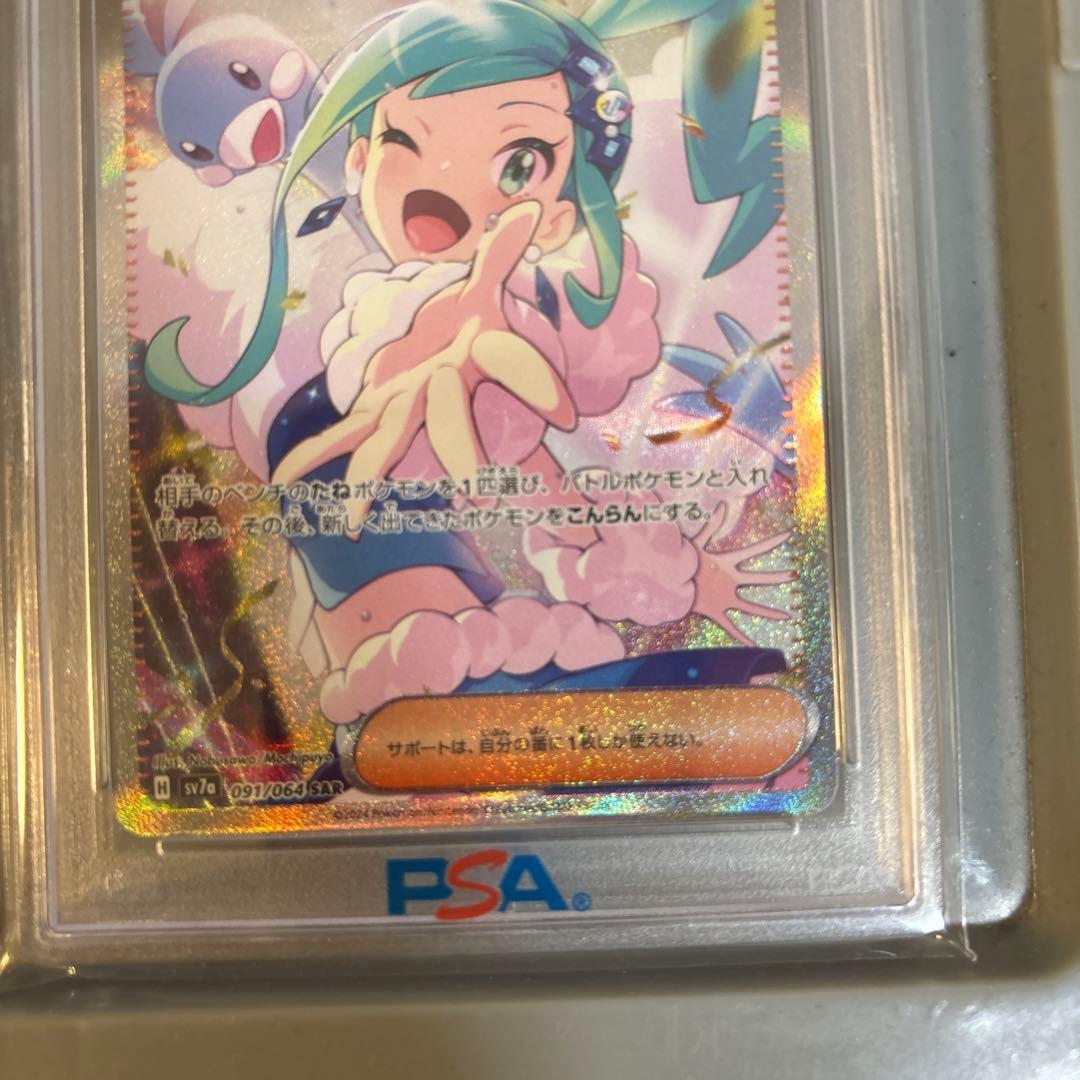 相手のベンチのたねポケモンを1匹選び、バトルポケモンと入れ
替える。その後、新しく出てきたポケモンをこんらんにする。
サポートは、自分の番に1枚しか使えない。
Illus. Nobusawa/Mochipuyo
H sv7a 091/064 SAR
©2024
PSA®